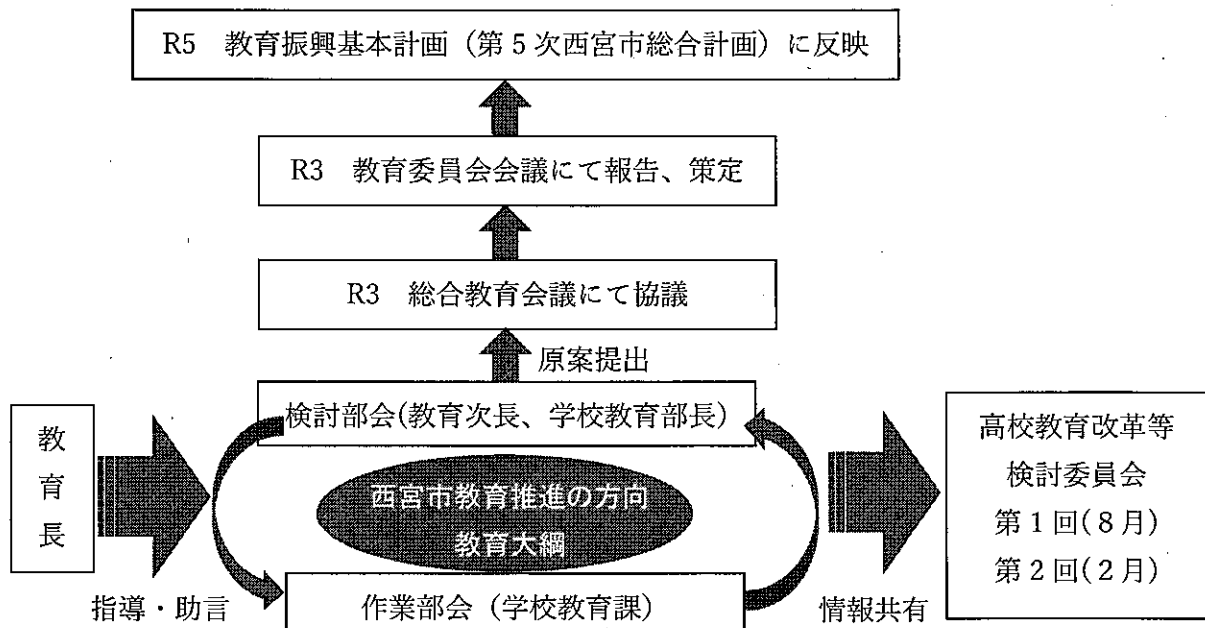 R5 教育振興基本計画（第５次西宮市総合計画）に反映
R3 教育委員会会議にて報告、策定
R3 総合教育会議にて協議
原案提出
検討部会(教育次長、学校教育部長)
教
育
長
西宮市教育推進の方向
教育大綱
指導・助言
作業部会（学校教育課）
情報共有
高校教育改革等
検討委員会
第１回(８月)
第２回(２月)